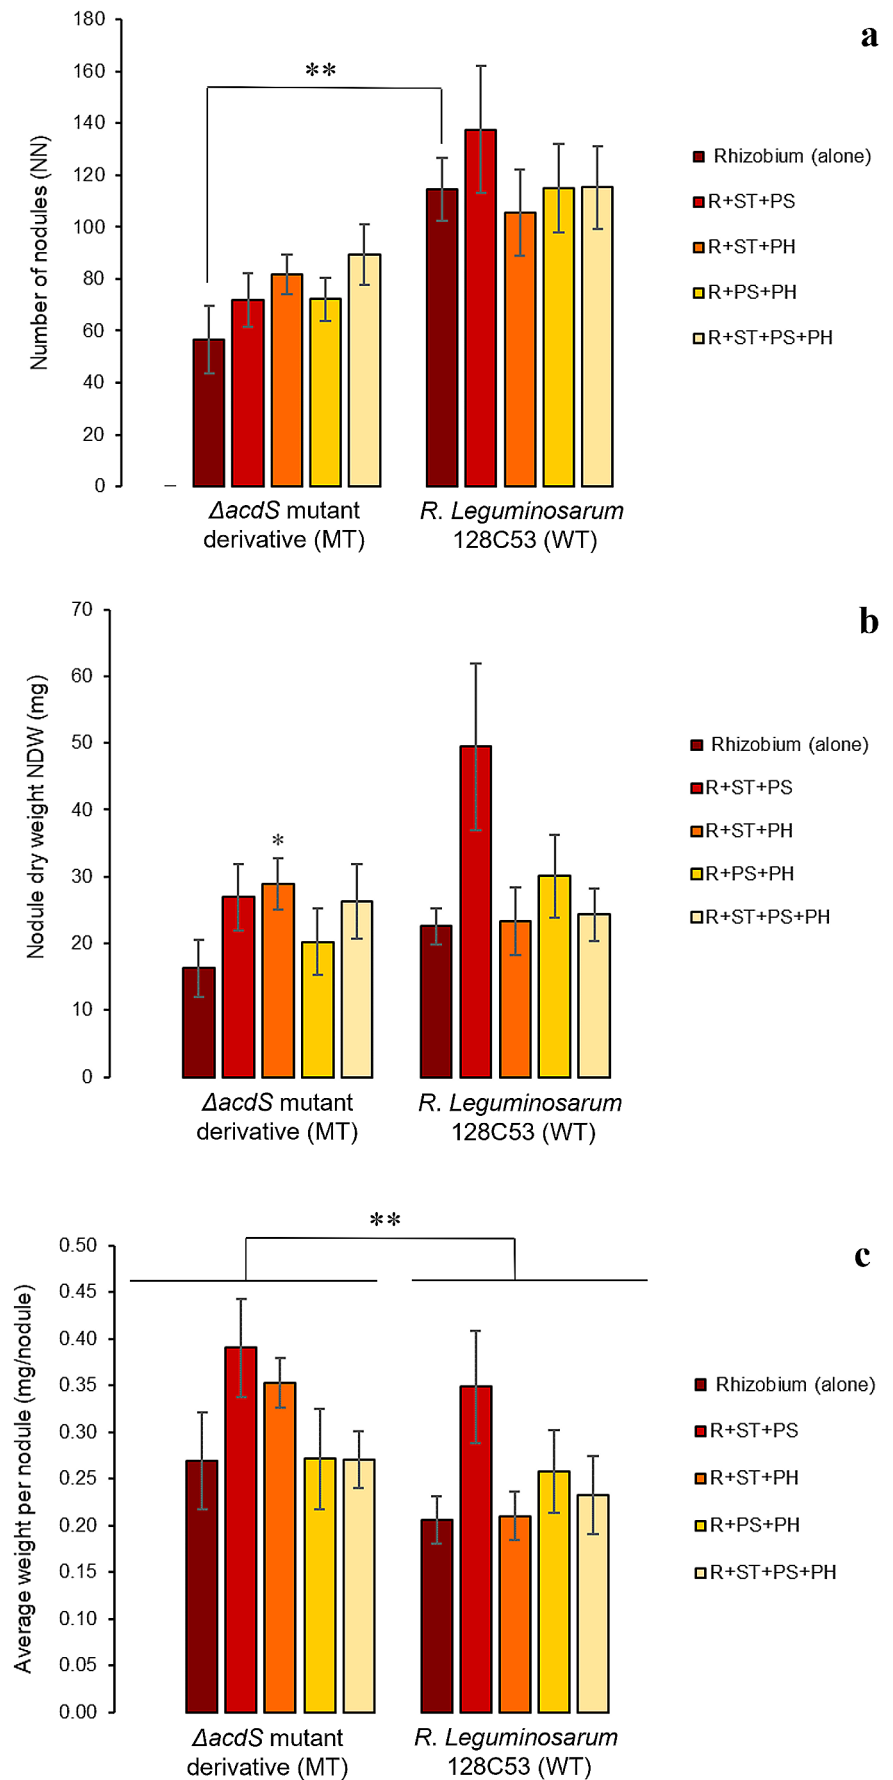 a
180
160
140
120
100
80
60
40
20
0
Number of nodules (NN)
**
Rhizobium (alone)
R+ST+PS
R+ST+PH
R+PS+PH
R+ST+PS+PH
ΔacdS mutant
derivative (MT)
R. Leguminosarum
128C53 (WT)
b
70
60
50
40
30
20
10
0
Nodule dry weight NDW (mg)
*
Rhizobium (alone)
R+ST+PS
R+ST+PH
R+PS+PH
R+ST+PS+PH
ΔacdS mutant
derivative (MT)
R. Leguminosarum
128C53 (WT)
c
**
0.50
0.45
0.40
0.35
0.30
0.25
0.20
0.15
0.10
0.05
0.00
Average weight per nodule (mg/nodule)
Rhizobium (alone)
R+ST+PS
R+ST+PH
R+PS+PH
R+ST+PS+PH
ΔacdS mutant
derivative (MT)
R. Leguminosarum
128C53 (WT)